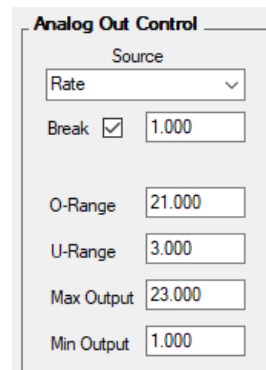 Analog Out Control
Source
Rate
Break 1.000
O-Range 21.000
U-Range 3.000
Max Output 23.000
Min Output 1.000